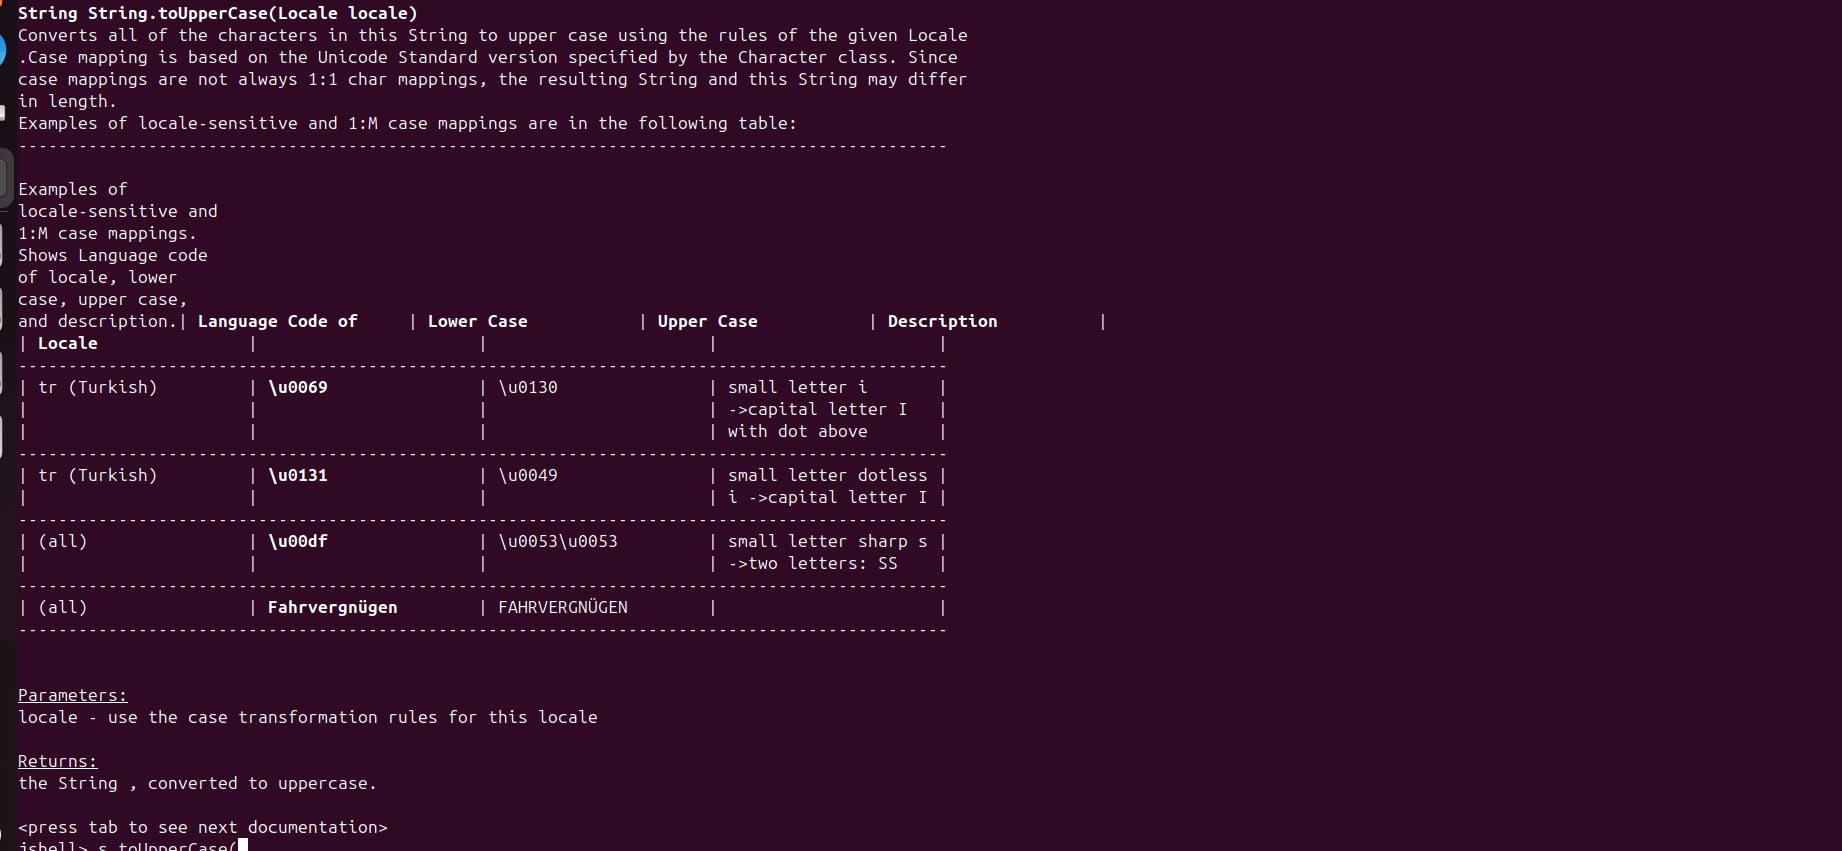 String String.toUpperCase(Locale locale)
Converts all of the characters in this String to upper case using the rules of the given Locale
.Case mapping is based on the Unicode Standard version specified by the Character class. Since
case mappings are not always 1:1 char mappings, the resulting String and this String may differ
in length.
Examples of locale-sensitive and 1:M case mappings are in the following table:
---------------------------------------------------------------------------------------------
Examples of
locale-sensitive and
1:M case mappings.
Shows Language code
of locale, lower
case, upper case,
and description.| Language Code of     | Lower Case           | Upper Case           | Description          |
| Locale               |                      |                      |                      |
---------------------------------------------------------------------------------------------
| tr (Turkish)         | \u0069               | \u0130               | small letter i       |
|                      |                      |                      | ->capital letter I   |
|                      |                      |                      | with dot above       |
---------------------------------------------------------------------------------------------
| tr (Turkish)         | \u0131               | \u0049               | small letter dotless |
|                      |                      |                      | i ->capital letter I |
---------------------------------------------------------------------------------------------
| (all)                | \u00df               | \u0053\u0053         | small letter sharp s |
|                      |                      |                      | ->two letters: SS    |
---------------------------------------------------------------------------------------------
| (all)                | Fahrvergnügen        | FAHRVERGNÜGEN        |                      |
---------------------------------------------------------------------------------------------
Parameters:
locale - use the case transformation rules for this locale
Returns:
the String , converted to uppercase.
<press tab to see next documentation>
jshell> s.toUpperCase(